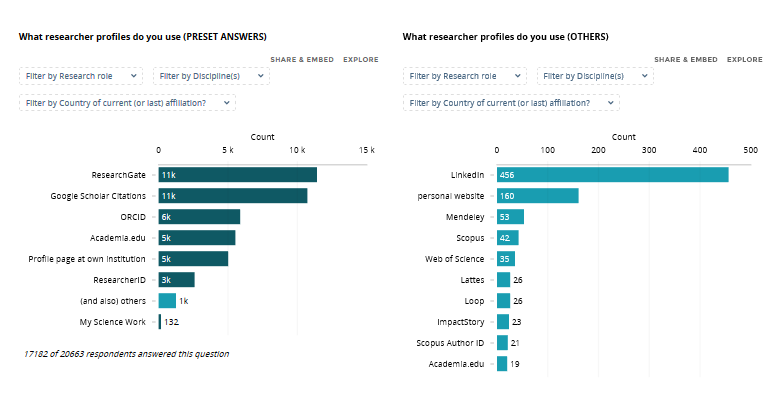 What researcher profiles do you use (PRESET ANSWERS)
SHARE & EMBED EXPLORE
Filter by Research role
Filter by Discipline(s)
Filter by Country of current (or last) affiliation?
Count
0 5 k 10 k 15 k
ResearchGate 11k
Google Scholar Citations 11k
ORCID 6k
Academia.edu 5k
Profile page at own institution 5k
ResearcherID 3k
(and also) others 1k
My Science Work 132
17182 of 20663 respondents answered this question
What researcher profiles do you use (OTHERS)
SHARE & EMBED EXPLORE
Filter by Research role
Filter by Discipline(s)
Filter by Country of current (or last) affiliation?
Count
0 100 200 300 400 500
LinkedIn 456
personal website 160
Mendeley 53
Scopus 42
Web of Science 35
Lattes 26
Loop 26
ImpactStory 23
Scopus Author ID 21
Academia.edu 19